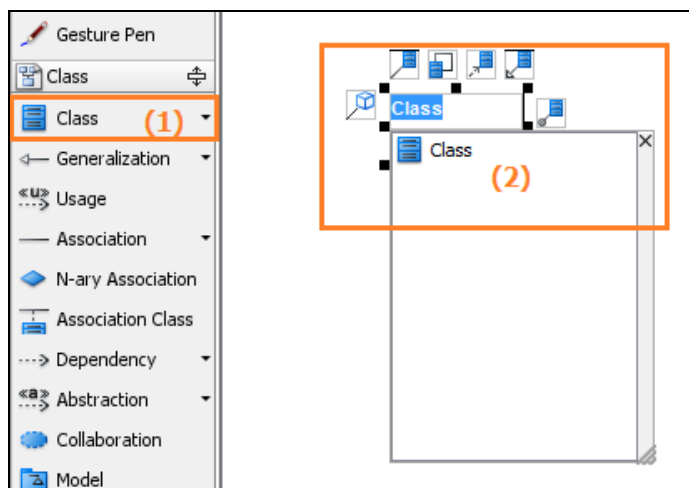 Gesture Pen
Class
Class (1)
Generalization
«u» Usage
Association
N-ary Association
Association Class
Dependency
«a» Abstraction
Collaboration
Model
Class
Class
(2)